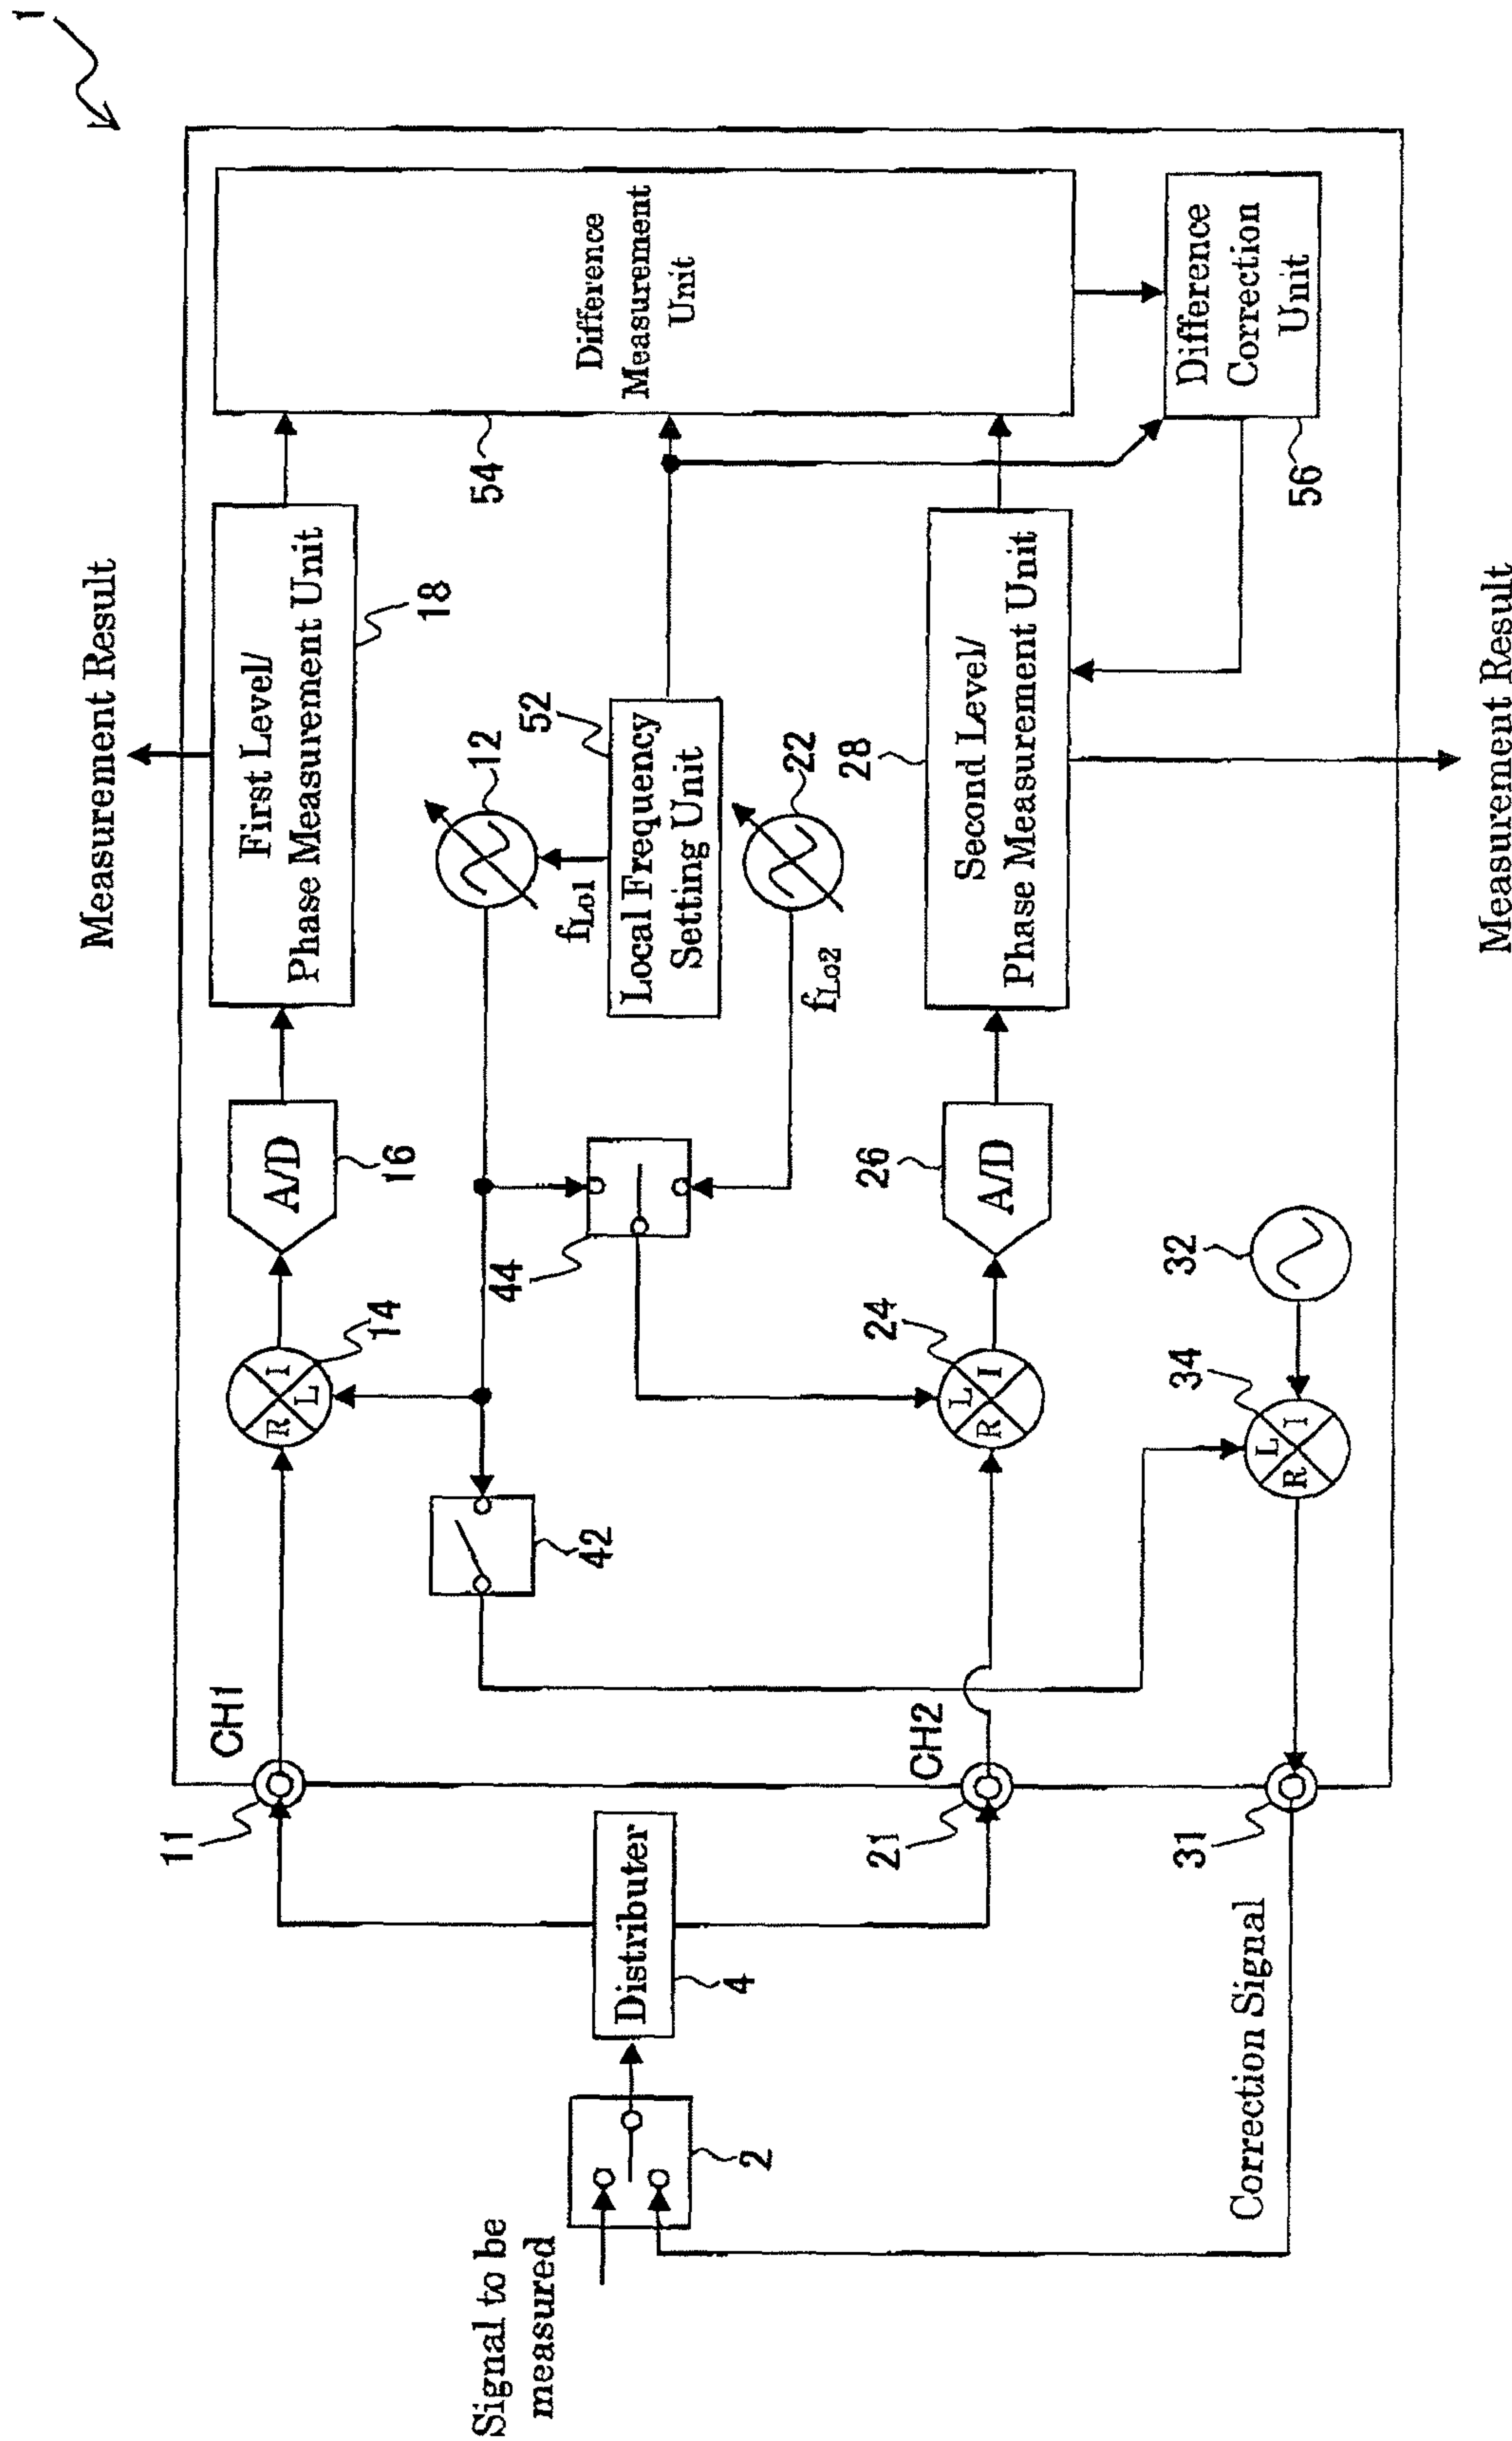 1
Measurement Result
First Level/
Phase Measurement Unit
18
A/D
16
R
I
L
14
CH1
11
Difference
Measurement
Unit
54
12
fLo1
52
Local Frequency
Setting Unit
22
fLo2
44
42
Difference
Correction
Unit
56
28
Second Level/
Phase Measurement Unit
A/D
26
L
I
R
24
CH2
21
32
L
I
R
34
31
Distributer
4
2
Signal to be
measured
Correction Signal
Measurement Result